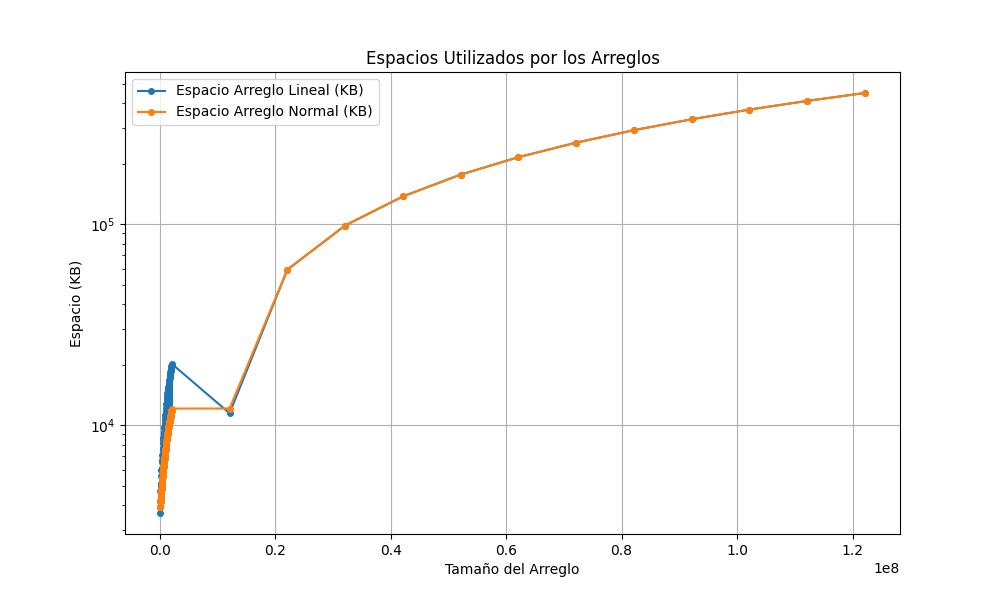 Espacios Utilizados por los Arreglos
Espacio Arreglo Lineal (KB)
Espacio Arreglo Normal (KB)
Espacio (KB)
10^5
10^4
0.0 0.2 0.4 0.6 0.8 1.0 1.2
1e8
Tamaño del Arreglo